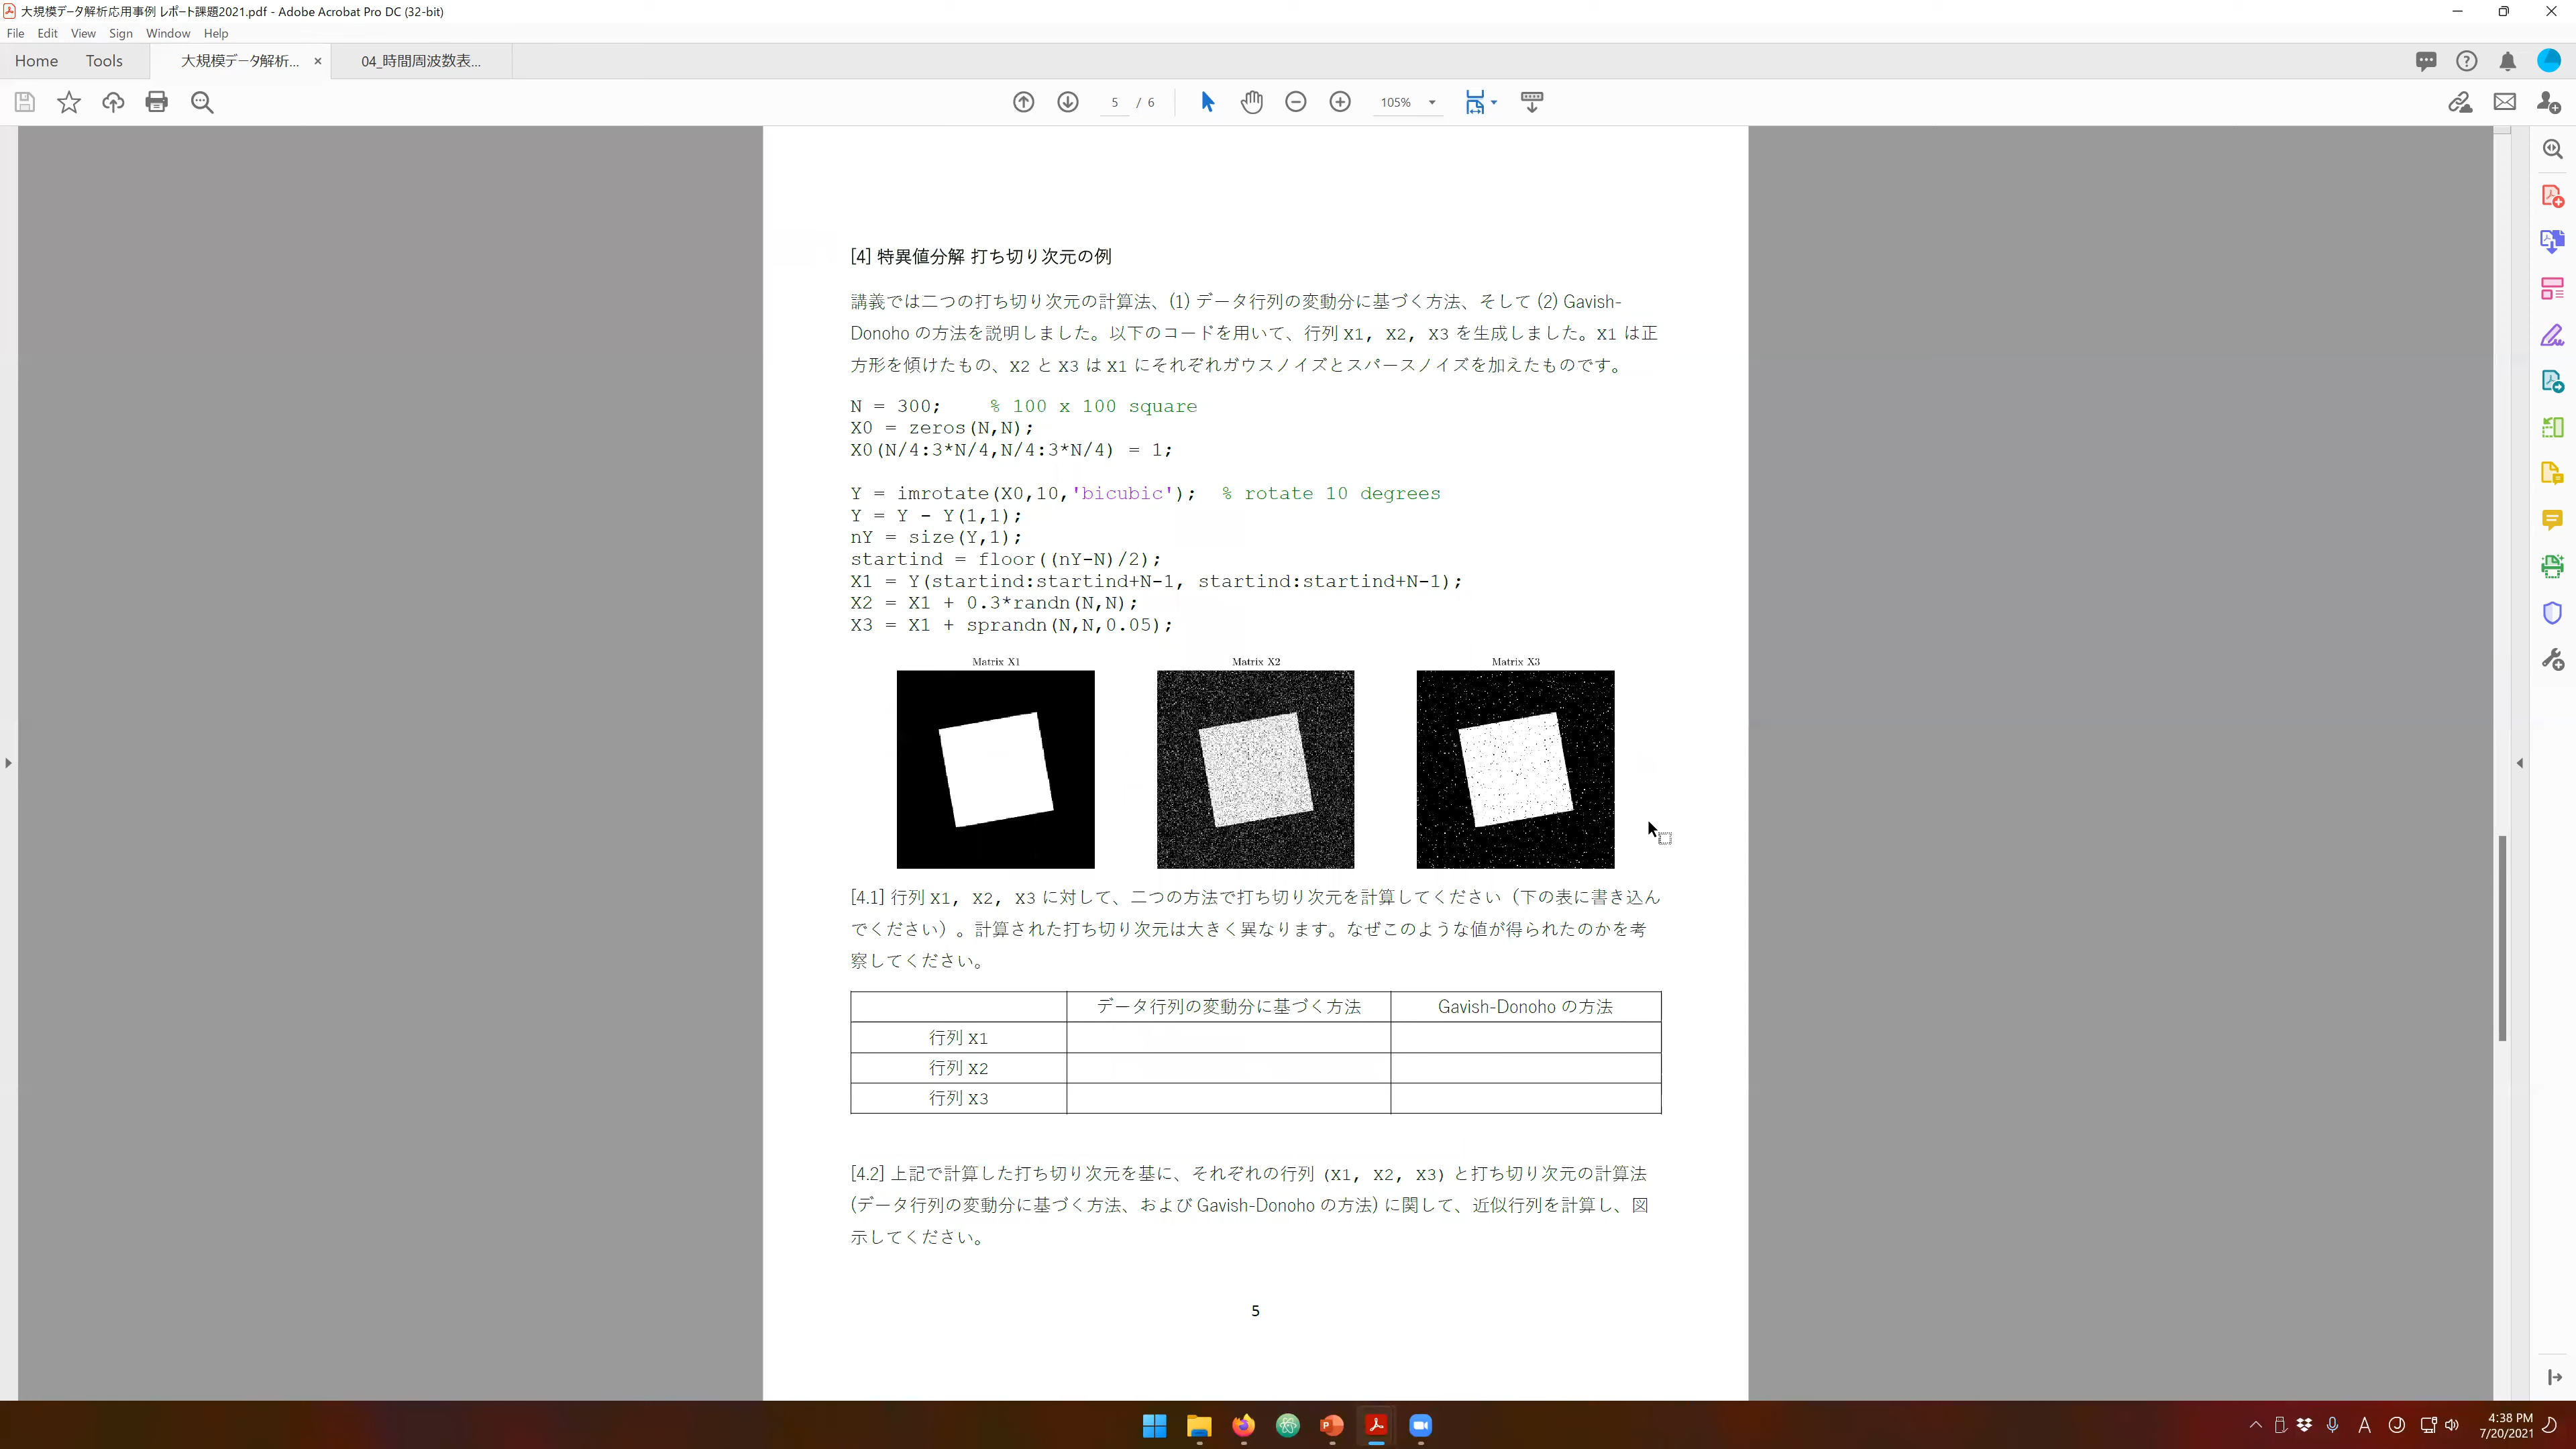 大規模データ解析応用事例 レポート課題2021.pdf - Adobe Acrobat Pro DC (32-bit)
File Edit View Sign Window Help
Home Tools 大規模データ解析... × 04_時間周波数表...
5 / 6 105%
[4] 特異値分解 打ち切り次元の例
講義では二つの打ち切り次元の計算法、(1) データ行列の変動分に基づく方法、そして (2) Gavish-
Donoho の方法を説明しました。以下のコードを用いて、行列 X1, X2, X3 を生成しました。X1 は正
方形を傾けたもの、X2 と X3 は X1 にそれぞれガウスノイズとスパースノイズを加えたものです。
N = 300; % 100 x 100 square
X0 = zeros(N,N);
X0(N/4:3*N/4,N/4:3*N/4) = 1;
Y = imrotate(X0,10,'bicubic'); % rotate 10 degrees
Y = Y - Y(1,1);
nY = size(Y,1);
startind = floor((nY-N)/2);
X1 = Y(startind:startind+N-1, startind:startind+N-1);
X2 = X1 + 0.3*randn(N,N);
X3 = X1 + sprandn(N,N,0.05);
Matrix X1 Matrix X2 Matrix X3
[4.1] 行列 X1, X2, X3 に対して、二つの方法で打ち切り次元を計算してください（下の表に書き込ん
でください）。計算された打ち切り次元は大きく異なります。なぜこのような値が得られたのかを考
察してください。
データ行列の変動分に基づく方法 Gavish-Donoho の方法
行列 X1
行列 X2
行列 X3
[4.2] 上記で計算した打ち切り次元を基に、それぞれの行列 (X1, X2, X3) と打ち切り次元の計算法
(データ行列の変動分に基づく方法、および Gavish-Donoho の方法) に関して、近似行列を計算し、図
示してください。
5
A 4:38 PM
7/20/2021